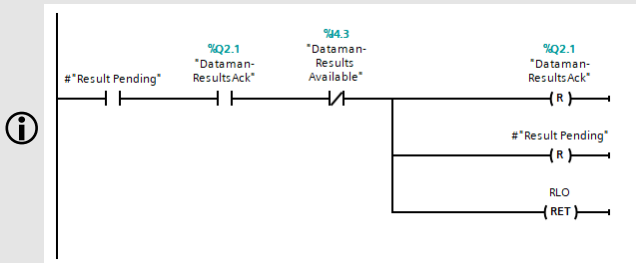 %I4.3
%Q2.1
"Dataman-
%Q2.1
"Dataman-
Results
"Dataman-
#"Result Pending"
ResultsAck"
Available"
ResultsAck"
( R )
#"Result Pending"
( R )
RLO
( RET )